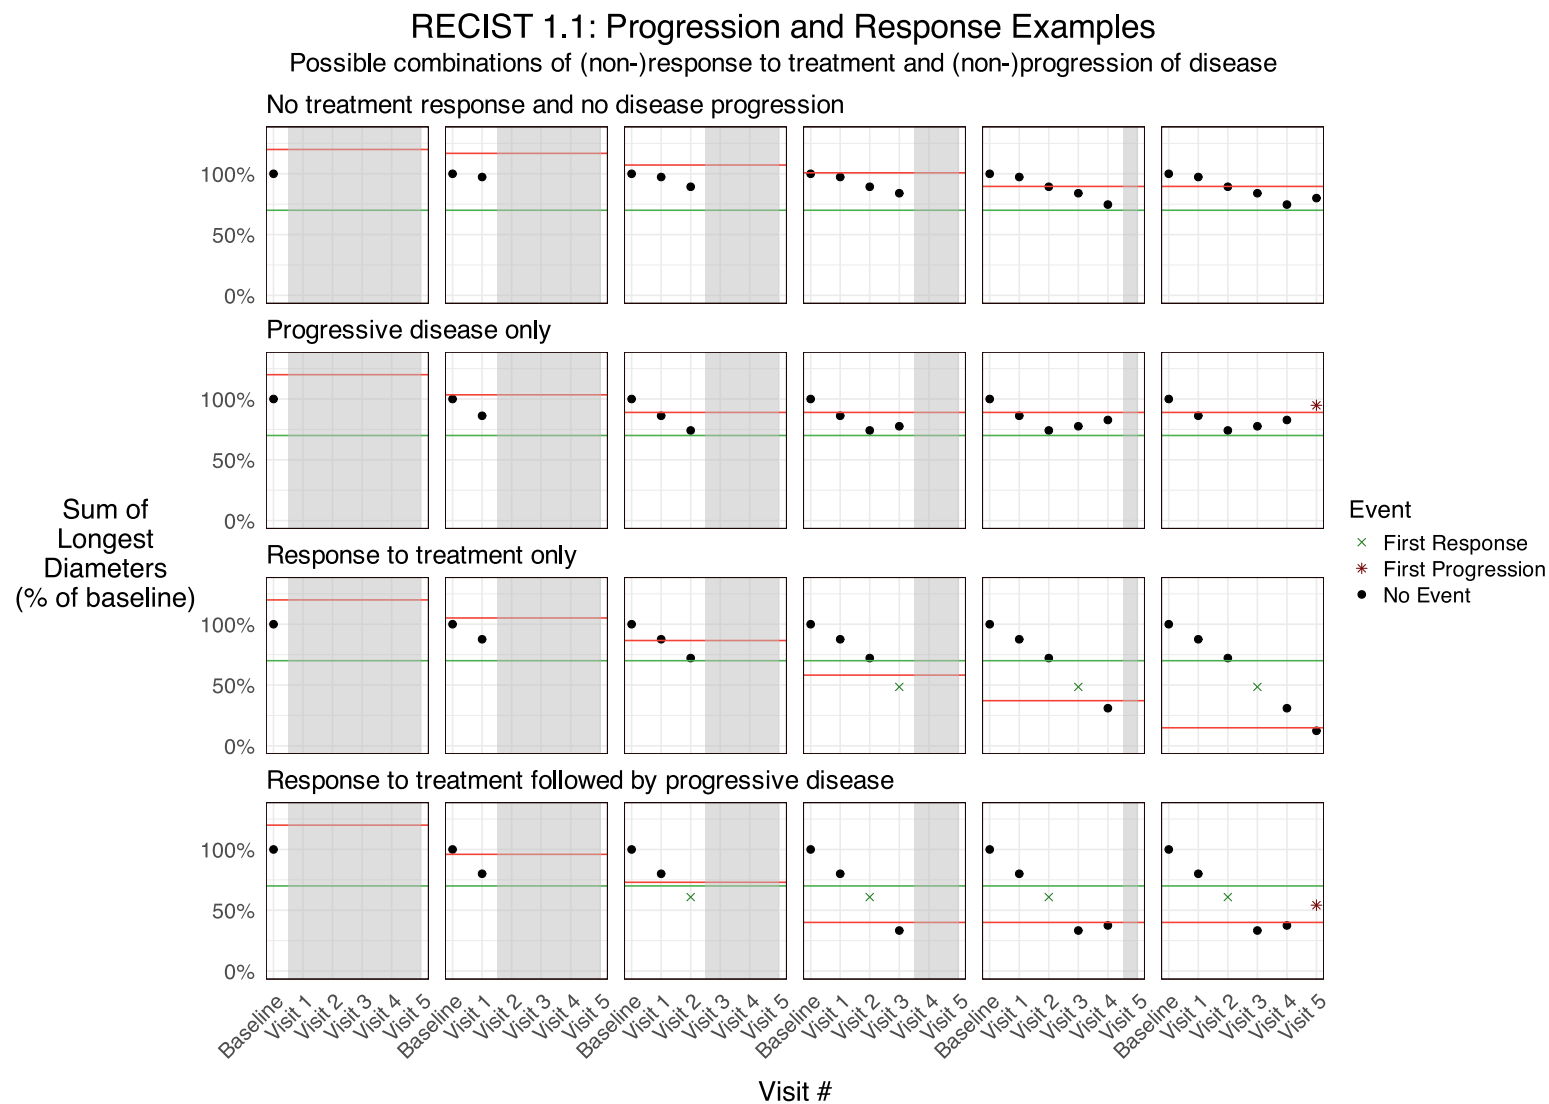 RECIST 1.1: Progression and Response Examples
Possible combinations of (non-)response to treatment and (non-)progression of disease
No treatment response and no disease progression
100%
50%
0%
Progressive disease only
100%
50%
0%
Sum of
Longest
Diameters
(% of baseline)
Response to treatment only
100%
50%
0%
Response to treatment followed by progressive disease
100%
50%
0%
Baseline
Visit 1
Visit 2
Visit 3
Visit 4
Visit 5
Baseline
Visit 1
Visit 2
Visit 3
Visit 4
Visit 5
Baseline
Visit 1
Visit 2
Visit 3
Visit 4
Visit 5
Baseline
Visit 1
Visit 2
Visit 3
Visit 4
Visit 5
Baseline
Visit 1
Visit 2
Visit 3
Visit 4
Visit 5
Baseline
Visit 1
Visit 2
Visit 3
Visit 4
Visit 5
Visit #
Event
First Response
First Progression
No Event